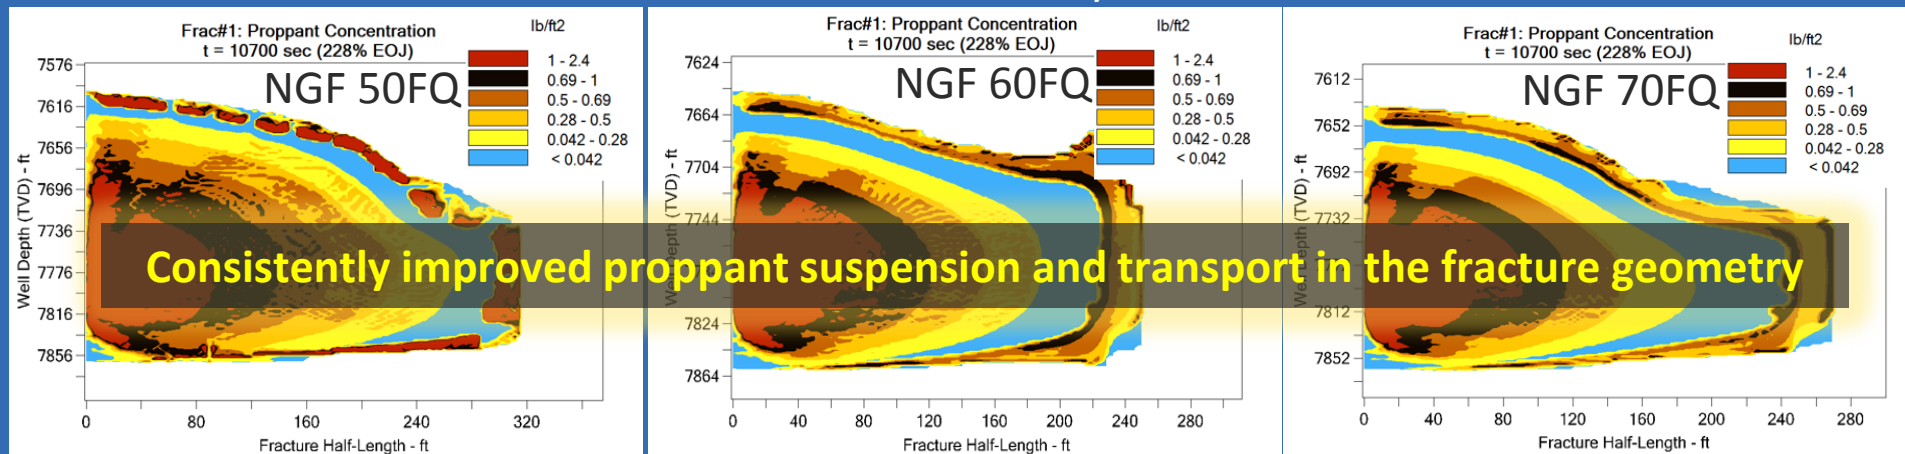 Frac#1: Proppant Concentration
t = 10700 sec (228% EOJ)
lb/ft2
NGF 50FQ
1 - 2.4
0.69 - 1
0.5 - 0.69
0.28 - 0.5
0.042 - 0.28
< 0.042
Well Depth (TVD) - ft
7576
7616
7656
7696
7736
7776
7816
7856
0
80
160
240
320
Fracture Half-Length - ft
Frac#1: Proppant Concentration
t = 10700 sec (228% EOJ)
lb/ft2
NGF 60FQ
1 - 2.4
0.69 - 1
0.5 - 0.69
0.28 - 0.5
0.042 - 0.28
< 0.042
Depth (TVD) - ft
7624
7664
7704
7744
7824
7864
0
40
80
120
160
200
240
280
Fracture Half-Length - ft
Frac#1: Proppant Concentration
t = 10700 sec (228% EOJ)
lb/ft2
NGF 70FQ
1 - 2.4
0.69 - 1
0.5 - 0.69
0.28 - 0.5
0.042 - 0.28
< 0.042
Well Depth (TVD) - ft
7612
7652
7692
7732
7812
7852
0
40
80
120
160
200
240
280
Fracture Half-Length - ft
Consistently improved proppant suspension and transport in the fracture geometry